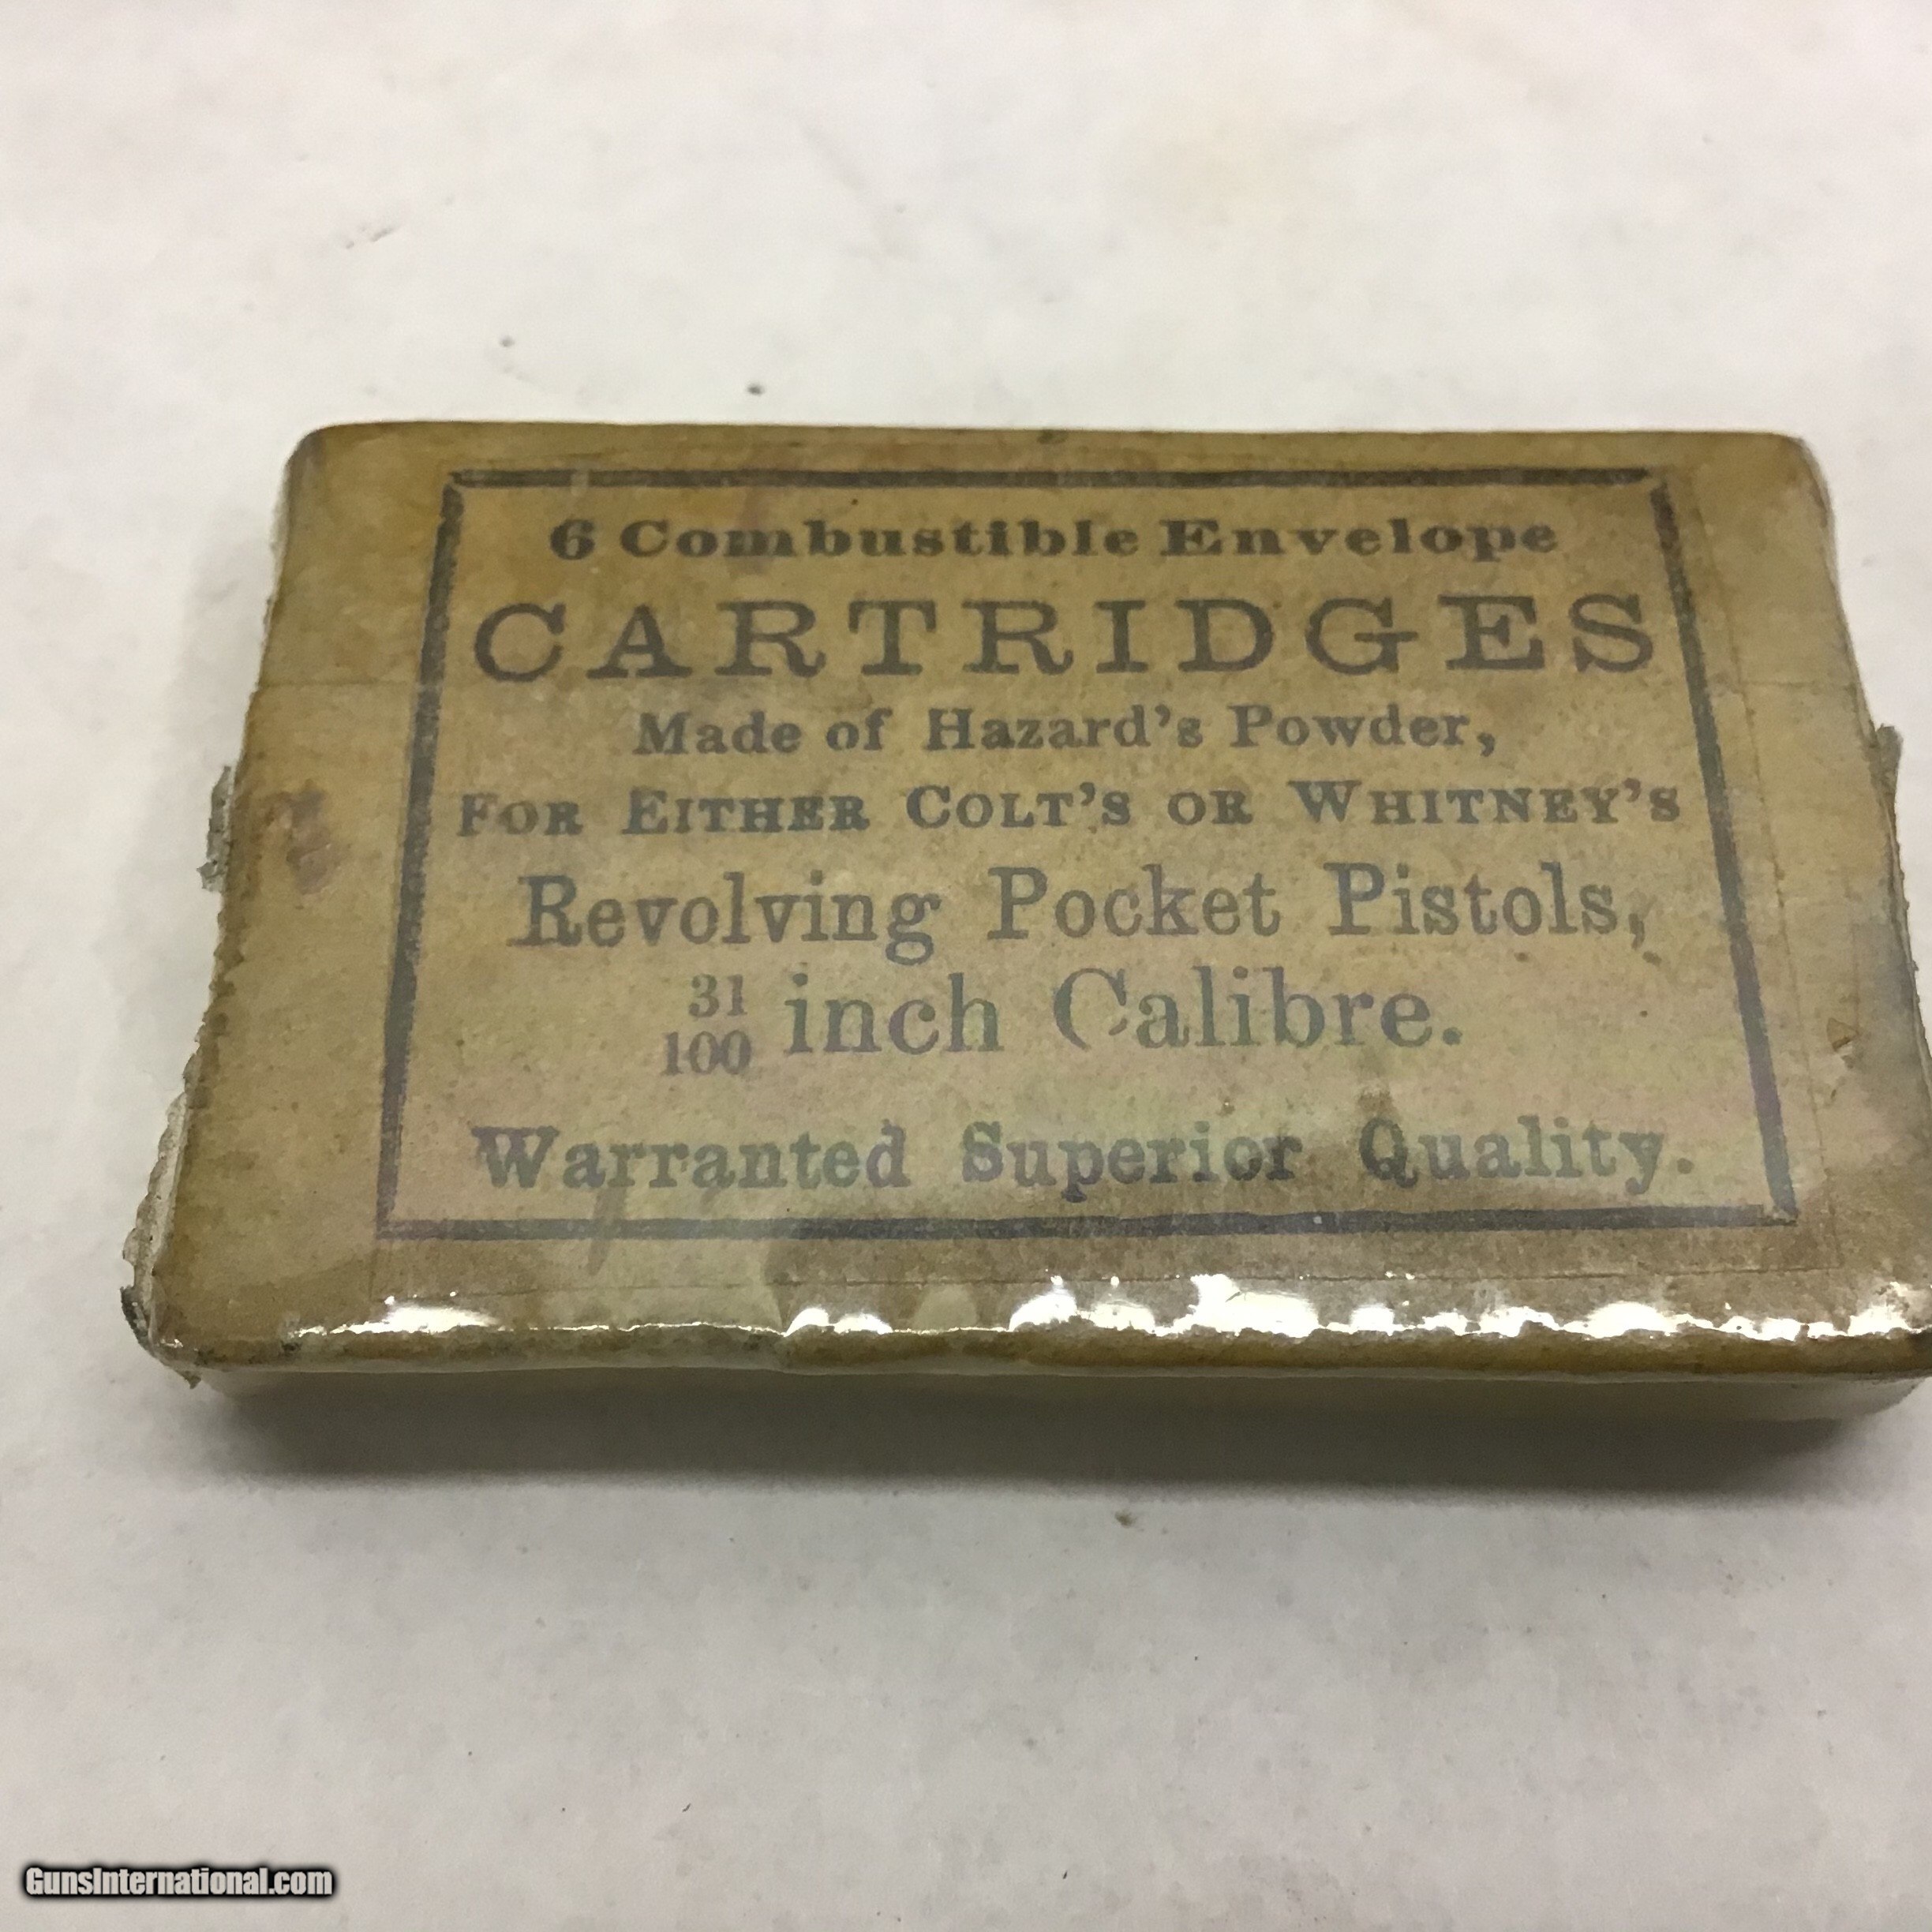 6 Combustible Envelope
CARTRIDGES
Made of Hazard's Powder,
FOR EITHER COLT'S OR WHITNEY'S
Revolving Pocket Pistols,
31/100 inch Calibre.
Warranted Superior Quality.
GunsInternational.com